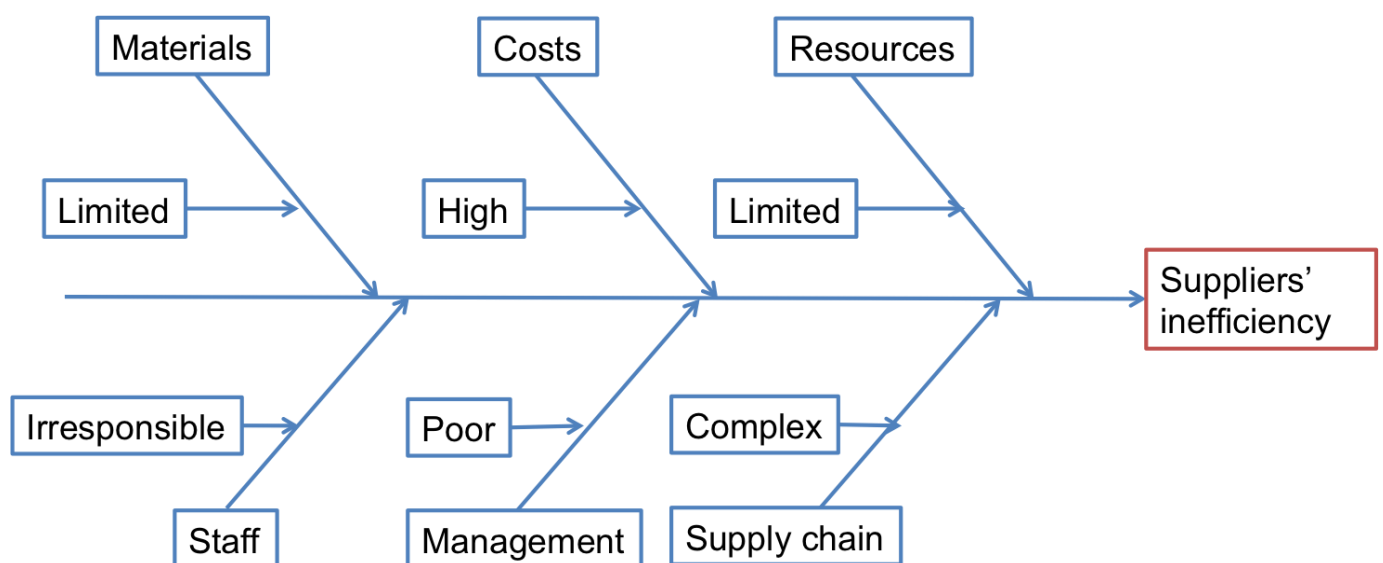 Materials
Costs
Resources
Limited
High
Limited
Suppliers’
inefficiency
Irresponsible
Poor
Complex
Staff
Management
Supply chain